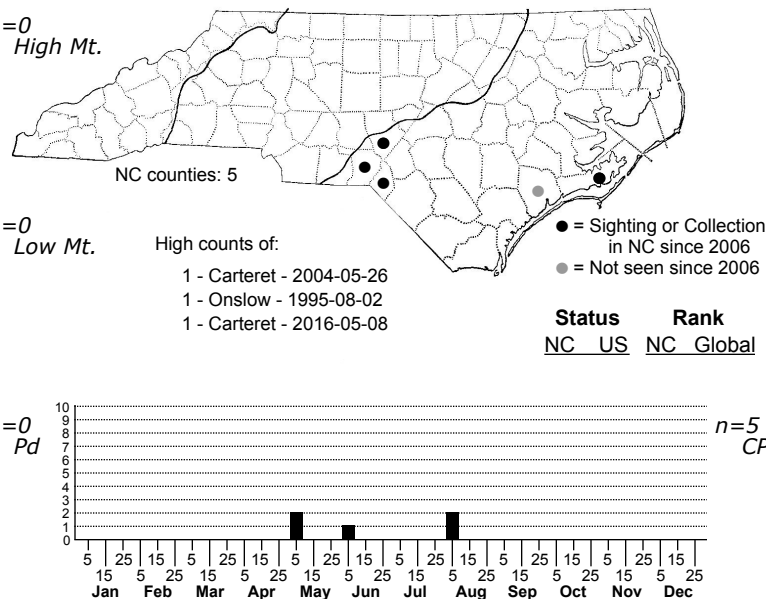 =0
High Mt.
NC counties: 5
=0
Low Mt.
High counts of:
1 - Carteret - 2004-05-26
1 - Onslow - 1995-08-02
1 - Carteret - 2016-05-08
= Sighting or Collection
in NC since 2006
= Not seen since 2006
Status Rank
NC US NC Global
=0
Pd
n=5
CP
10
9
8
7
6
5
4
3
2
1
0
5 25 15 5 25 15 5 25 15 5 25 15 5 25 15 5 25 15
15 5 25 15 5 25 15 5 25 15 5 25 15 5 25 15 5 25
Jan Feb Mar Apr May Jun Jul Aug Sep Oct Nov Dec